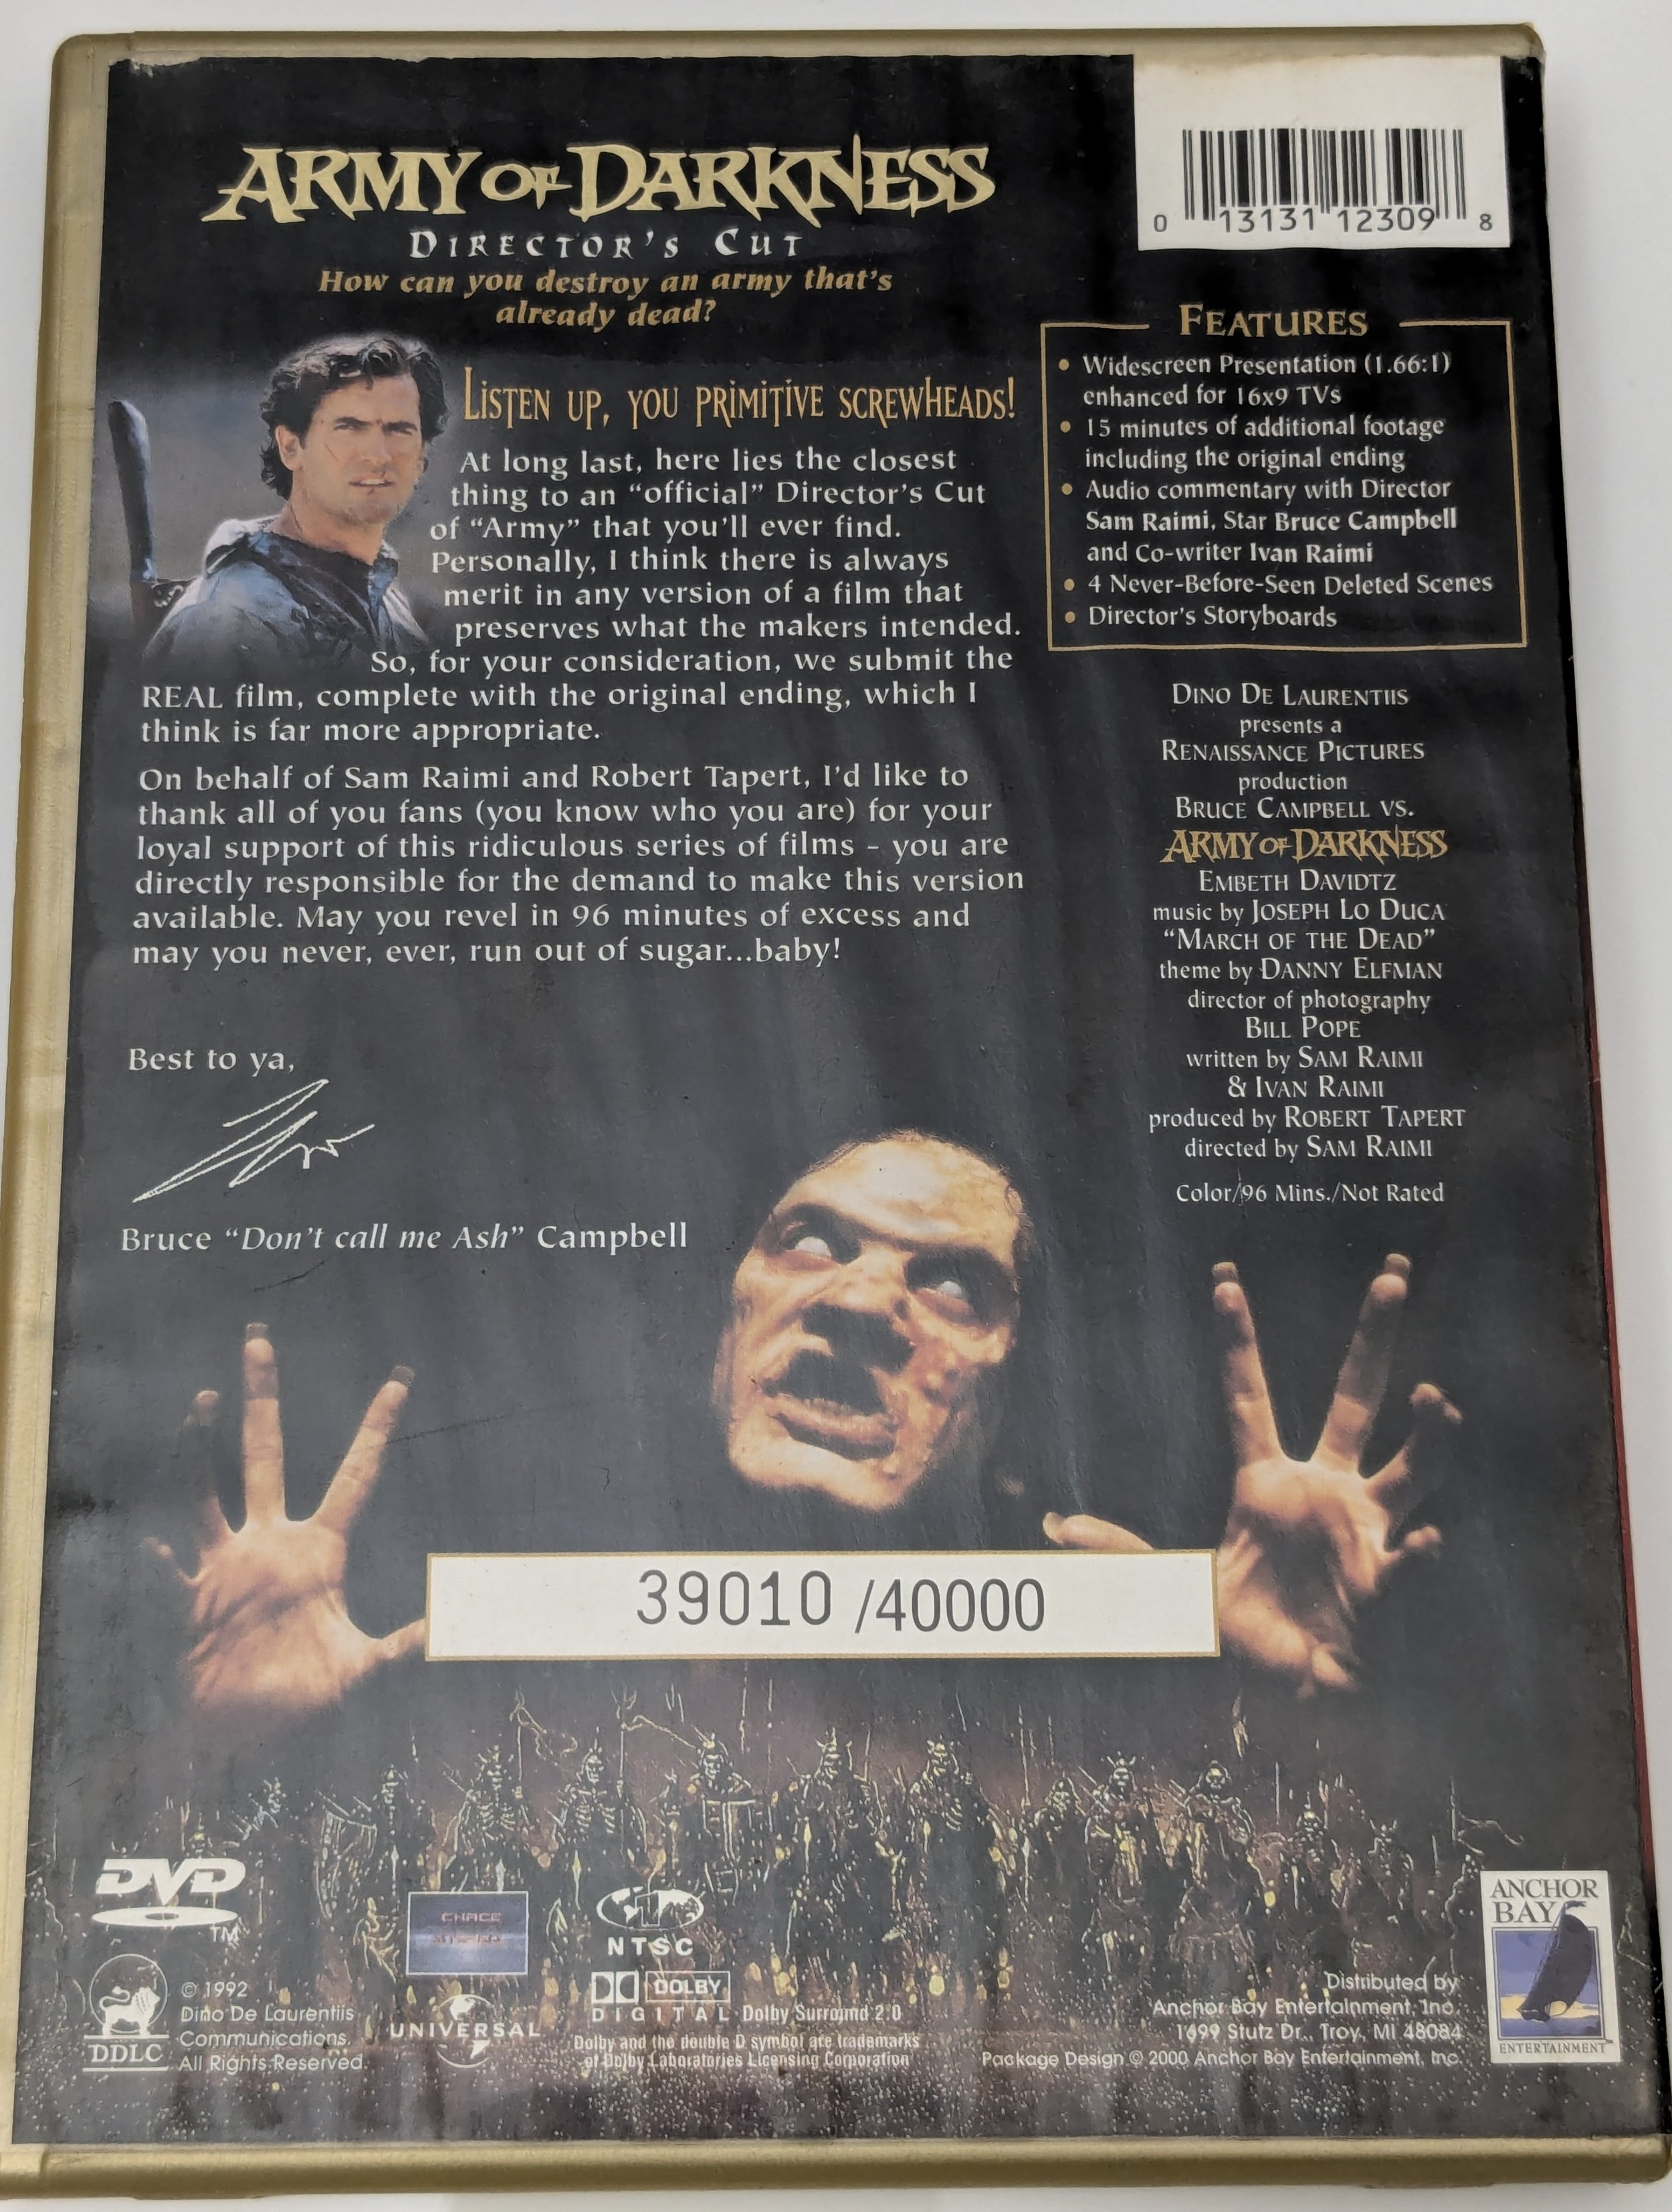 ARMY OF DARKNESS
DIRECTOR'S CUT
How can you destroy an army that's
already dead?
LISTEN UP, YOU PRIMITIVE SCREWHEADS!
At long last, here lies the closest
thing to an "official" Director's Cut
of "Army" that you'll ever find.
Personally, I think there is always
merit in any version of a film that
preserves what the makers intended.
So, for your consideration, we submit the
REAL film, complete with the original ending, which I
think is far more appropriate.
On behalf of Sam Raimi and Robert Tapert, I'd like to
thank all of you fans (you know who you are) for your
loyal support of this ridiculous series of films – you are
directly responsible for the demand to make this version
available. May you revel in 96 minutes of excess and
may you never, ever, run out of sugar...baby!
Best to ya,
Bruce "Don't call me Ash" Campbell
0 13131 12309 8
FEATURES
• Widescreen Presentation (1.66:1)
enhanced for 16x9 TVs
• 15 minutes of additional footage
including the original ending
• Audio commentary with Director
Sam Raimi, Star Bruce Campbell
and Co-writer Ivan Raimi
• 4 Never-Before-Seen Deleted Scenes
• Director's Storyboards
DINO DE LAURENTIIS
presents a
RENAISSANCE PICTURES
production
BRUCE CAMPBELL VS.
ARMY OF DARKNESS
EMBETH DAVIDTZ
music by JOSEPH LO DUCA
"MARCH OF THE DEAD"
theme by DANNY ELFMAN
director of photography
BILL POPE
written by SAM RAIMI
& IVAN RAIMI
produced by ROBERT TAPERT
directed by SAM RAIMI
Color/96 Mins./Not Rated
39010 /40000
DVD
TM
DDLC
© 1992
Dino De Laurentiis
Communications.
All Rights Reserved.
CHACE
UNIVERSAL
1
NTSC
DOLBY
DIGITAL Dolby Surround 2.0
Dolby and the double D symbol are trademarks
of Dolby Laboratories Licensing Corporation
Distributed by
Anchor Bay Entertainment, Inc.
1699 Stutz Dr., Troy, MI 48084
Package Design © 2000 Anchor Bay Entertainment, Inc.
ANCHOR
BAY
ENTERTAINMENT